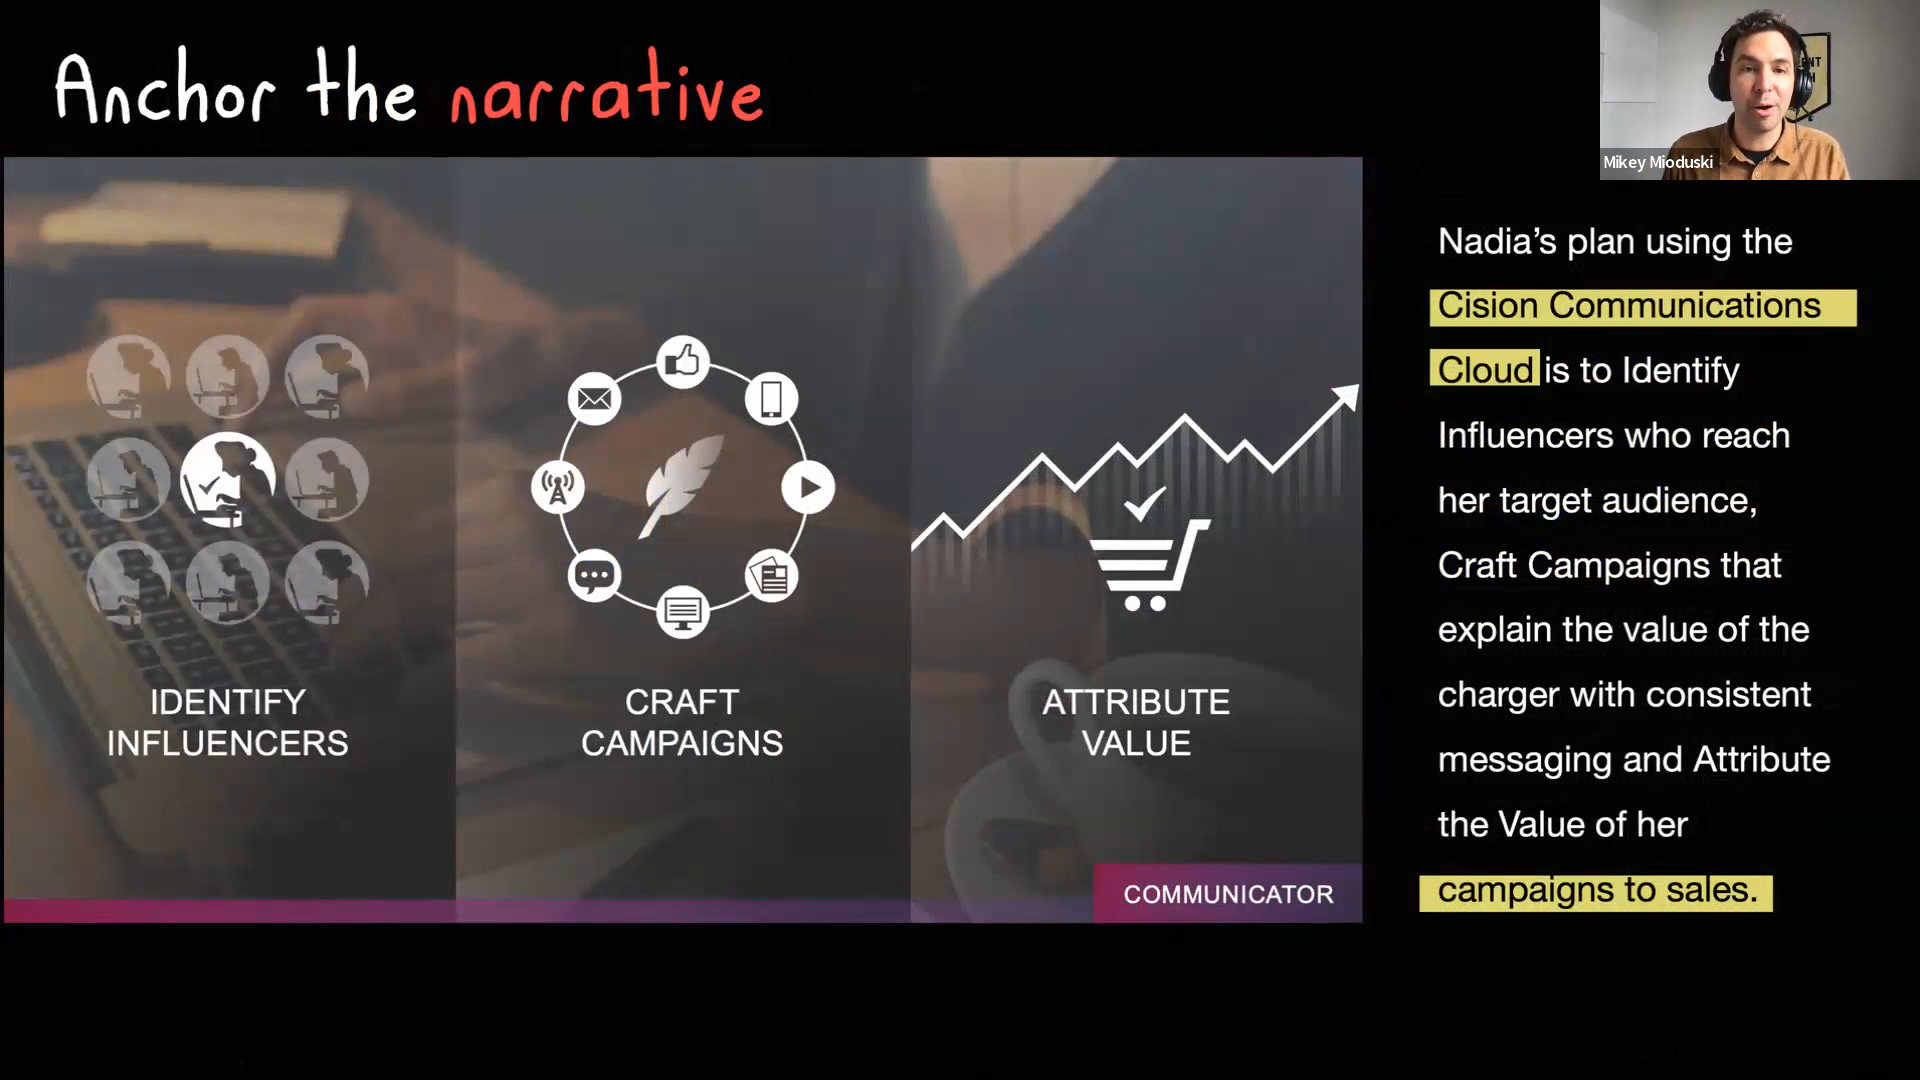 Anchor the narrative
Mikey Mioduski
Nadia’s plan using the
Cision Communications
Cloud is to Identify
Influencers who reach
her target audience,
Craft Campaigns that
explain the value of the
charger with consistent
messaging and Attribute
the Value of her
campaigns to sales.
IDENTIFY
INFLUENCERS
CRAFT
CAMPAIGNS
ATTRIBUTE
VALUE
COMMUNICATOR